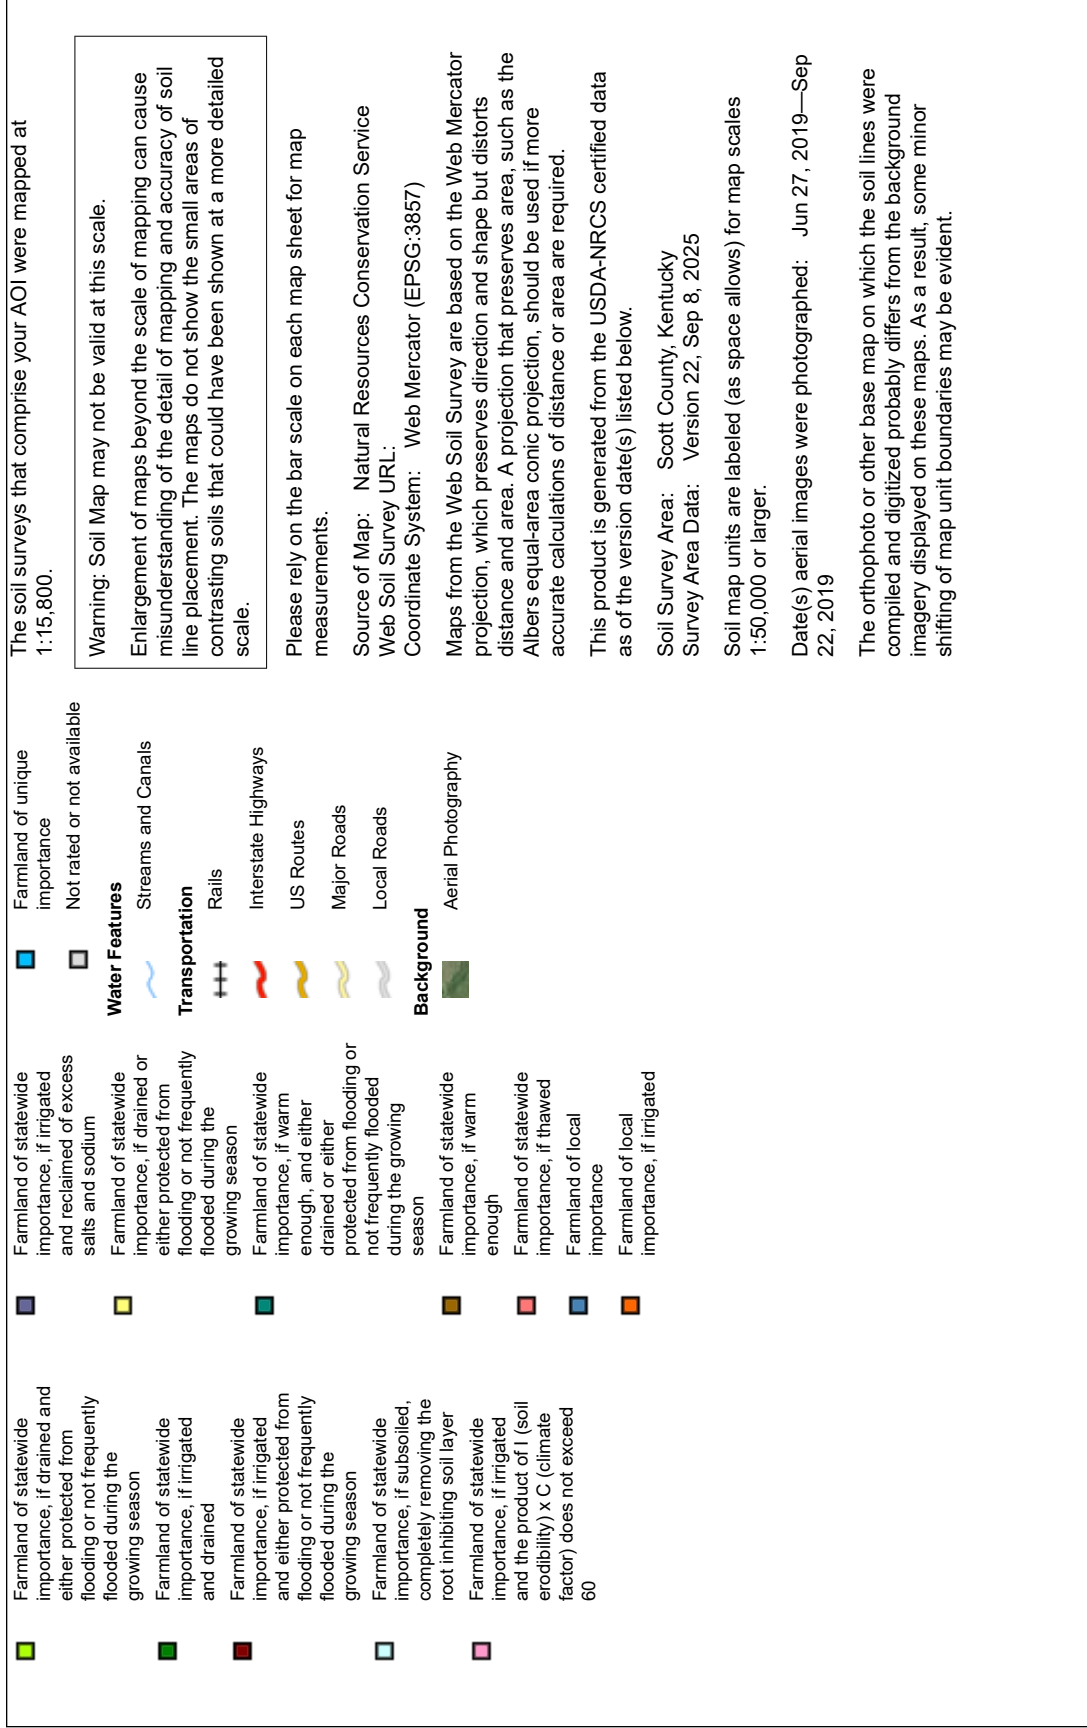 Farmland of statewide
importance, if drained and
either protected from
flooding or not frequently
flooded during the
growing season
Farmland of statewide
importance, if irrigated
and drained
Farmland of statewide
importance, if irrigated
and either protected from
flooding or not frequently
flooded during the
growing season
Farmland of statewide
importance, if subsoiled,
completely removing the
root inhibiting soil layer
Farmland of statewide
importance, if irrigated
and the product of I (soil
erodibility) x C (climate
factor) does not exceed
60
Farmland of statewide
importance, if irrigated
and reclaimed of excess
salts and sodium
Farmland of statewide
importance, if drained or
either protected from
flooding or not frequently
flooded during the
growing season
Farmland of statewide
importance, if warm
enough, and either
drained or either
protected from flooding or
not frequently flooded
during the growing
season
Farmland of statewide
importance, if warm
enough
Farmland of statewide
importance, if thawed
Farmland of local
importance
Farmland of local
importance, if irrigated
Farmland of unique
importance
Not rated or not available
Water Features
Streams and Canals
Transportation
Rails
Interstate Highways
US Routes
Major Roads
Local Roads
Background
Aerial Photography
The soil surveys that comprise your AOI were mapped at
1:15,800.
Warning: Soil Map may not be valid at this scale.
Enlargement of maps beyond the scale of mapping can cause
misunderstanding of the detail of mapping and accuracy of soil
line placement. The maps do not show the small areas of
contrasting soils that could have been shown at a more detailed
scale.
Please rely on the bar scale on each map sheet for map
measurements.
Source of Map: Natural Resources Conservation Service
Web Soil Survey URL:
Coordinate System: Web Mercator (EPSG:3857)
Maps from the Web Soil Survey are based on the Web Mercator
projection, which preserves direction and shape but distorts
distance and area. A projection that preserves area, such as the
Albers equal-area conic projection, should be used if more
accurate calculations of distance or area are required.
This product is generated from the USDA-NRCS certified data
as of the version date(s) listed below.
Soil Survey Area: Scott County, Kentucky
Survey Area Data: Version 22, Sep 8, 2025
Soil map units are labeled (as space allows) for map scales
1:50,000 or larger.
Date(s) aerial images were photographed: Jun 27, 2019—Sep
22, 2019
The orthophoto or other base map on which the soil lines were
compiled and digitized probably differs from the background
imagery displayed on these maps. As a result, some minor
shifting of map unit boundaries may be evident.